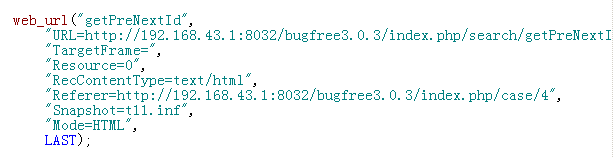 web_url("getPreNextId",
"URL=http://192.168.43.1:8032/bugfree3.0.3/index.php/search/getPreNextI
"TargetFrame=",
"Resource=0",
"RecContentType=text/html",
"Referer=http://192.168.43.1:8032/bugfree3.0.3/index.php/case/4",
"Snapshot=t11.inf",
"Mode=HTML",
LAST);